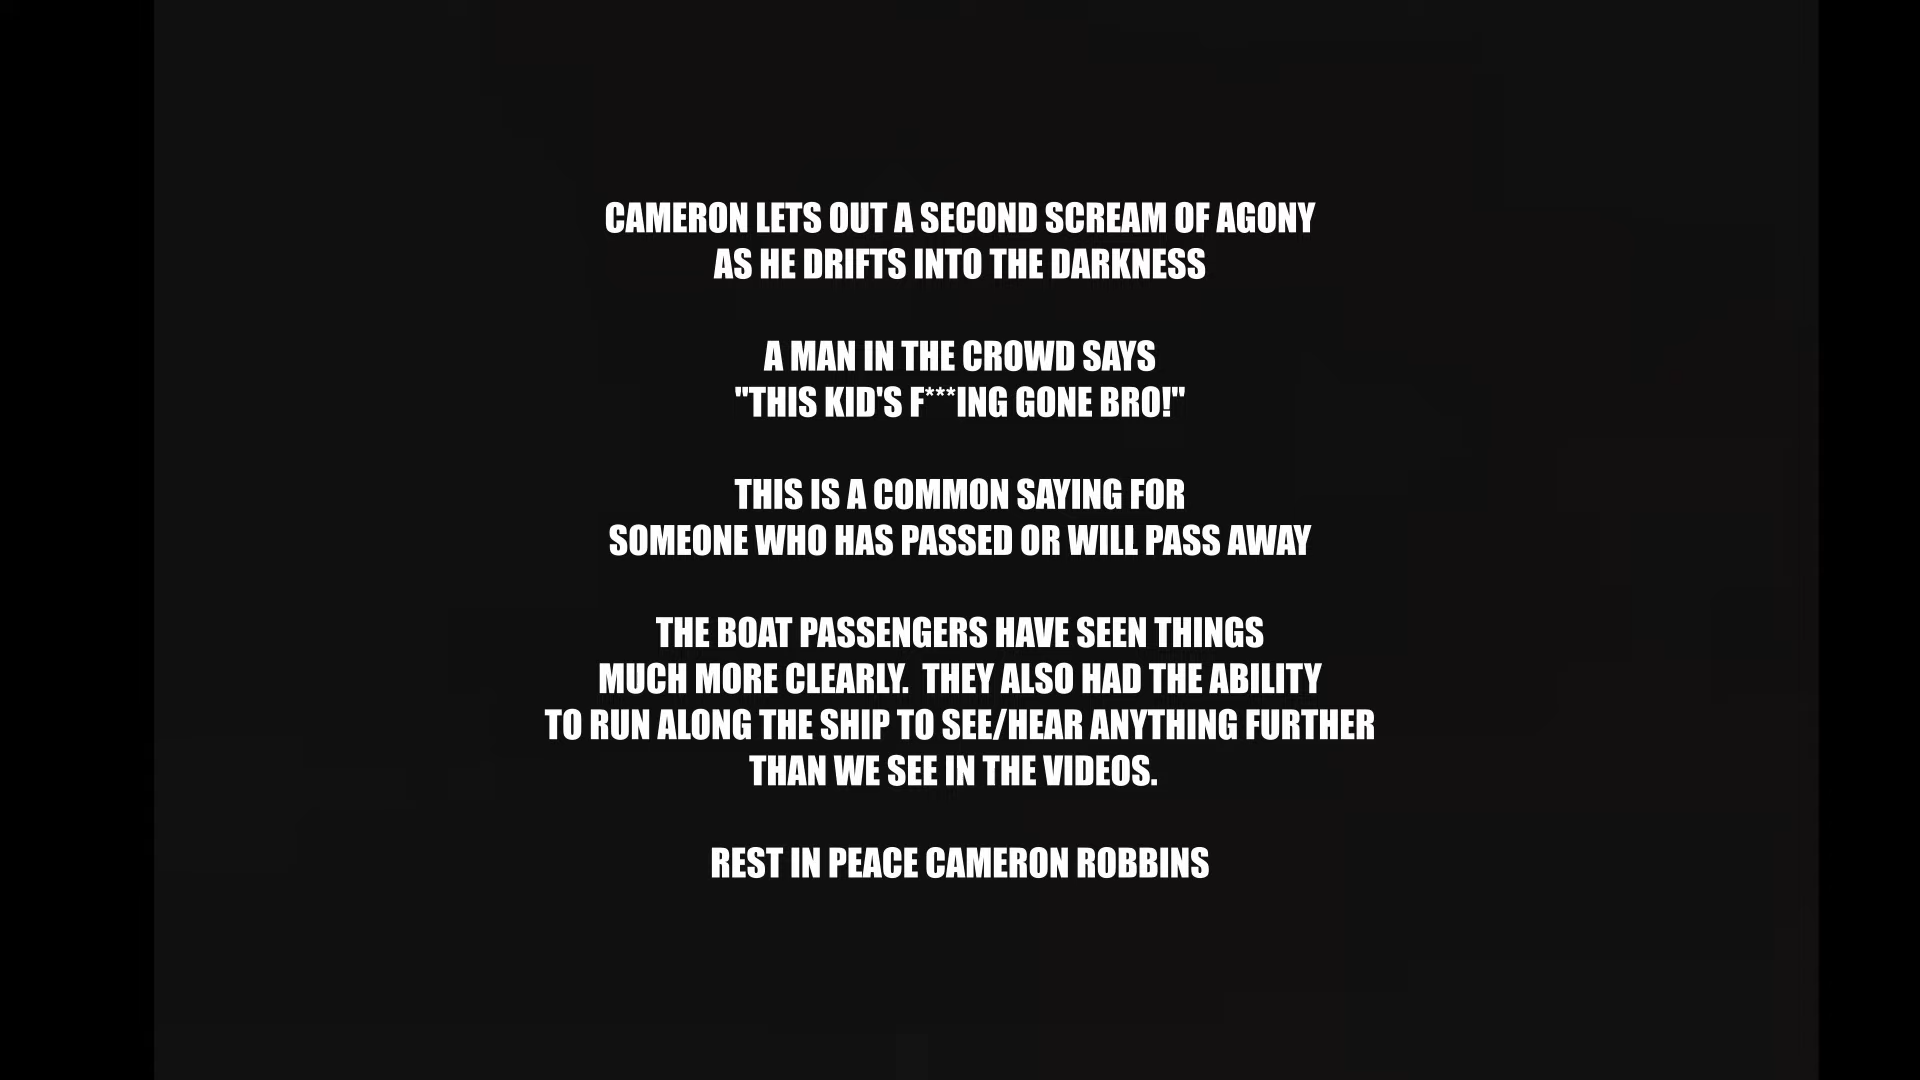 CAMERON LETS OUT A SECOND SCREAM OF AGONY
AS HE DRIFTS INTO THE DARKNESS
A MAN IN THE CROWD SAYS
"THIS KID'S F***ING GONE BRO!"
THIS IS A COMMON SAYING FOR
SOMEONE WHO HAS PASSED OR WILL PASS AWAY
THE BOAT PASSENGERS HAVE SEEN THINGS
MUCH MORE CLEARLY.  THEY ALSO HAD THE ABILITY
TO RUN ALONG THE SHIP TO SEE/HEAR ANYTHING FURTHER
THAN WE SEE IN THE VIDEOS.
REST IN PEACE CAMERON ROBBINS